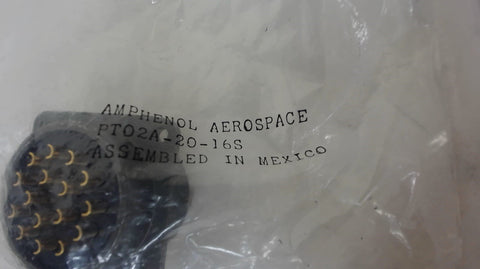 AMPHENOL AEROSPACE
PT02A-20-16S
ASSEMBLED IN MEXICO